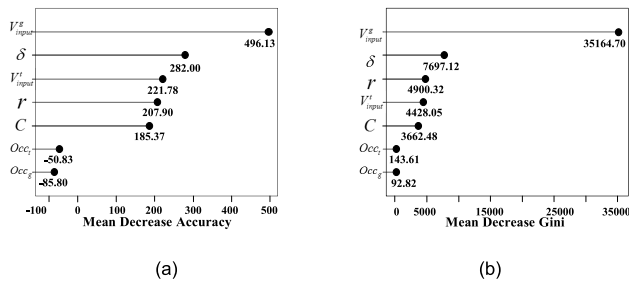 V^g_input
496.13
δ
282.00
V^t_input
221.78
r
207.90
C
185.37
Occ_t
-50.83
Occ_g
-85.80
-100 0 100 200 300 400 500
Mean Decrease Accuracy
(a)
V^g_input
35164.70
δ
7697.12
r
4900.32
V^t_input
4428.05
C
3662.48
Occ_t
143.61
Occ_g
92.82
0 5000 15000 25000 35000
Mean Decrease Gini
(b)